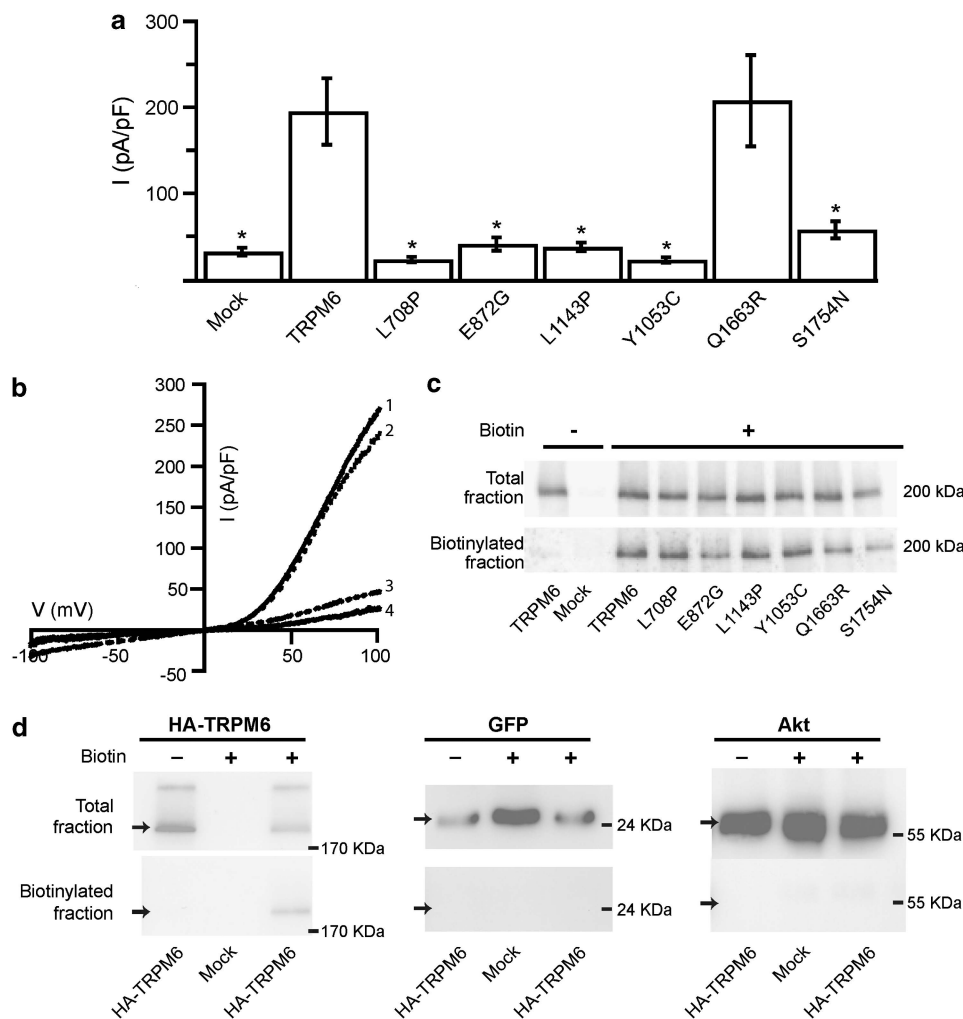 a
300
200
100
I (pA/pF)
*
*
*
*
*
*
Mock
TRPM6
L708P
E872G
L1143P
Y1053C
Q1663R
S1754N
b
300
250
200
150
100
50
-50
I (pA/pF)
V (mV)
-100
-50
50
100
1
2
3
4
c
Biotin
-
+
Total fraction
200 kDa
Biotinylated fraction
200 kDa
TRPM6
Mock
TRPM6
L708P
E872G
L1143P
Y1053C
Q1663R
S1754N
d
HA-TRPM6
GFP
Akt
Biotin
– + +
– + +
– + +
Total fraction
170 KDa
24 KDa
55 KDa
Biotinylated fraction
170 KDa
24 KDa
55 KDa
HA-TRPM6
Mock
HA-TRPM6
HA-TRPM6
Mock
HA-TRPM6
HA-TRPM6
Mock
HA-TRPM6